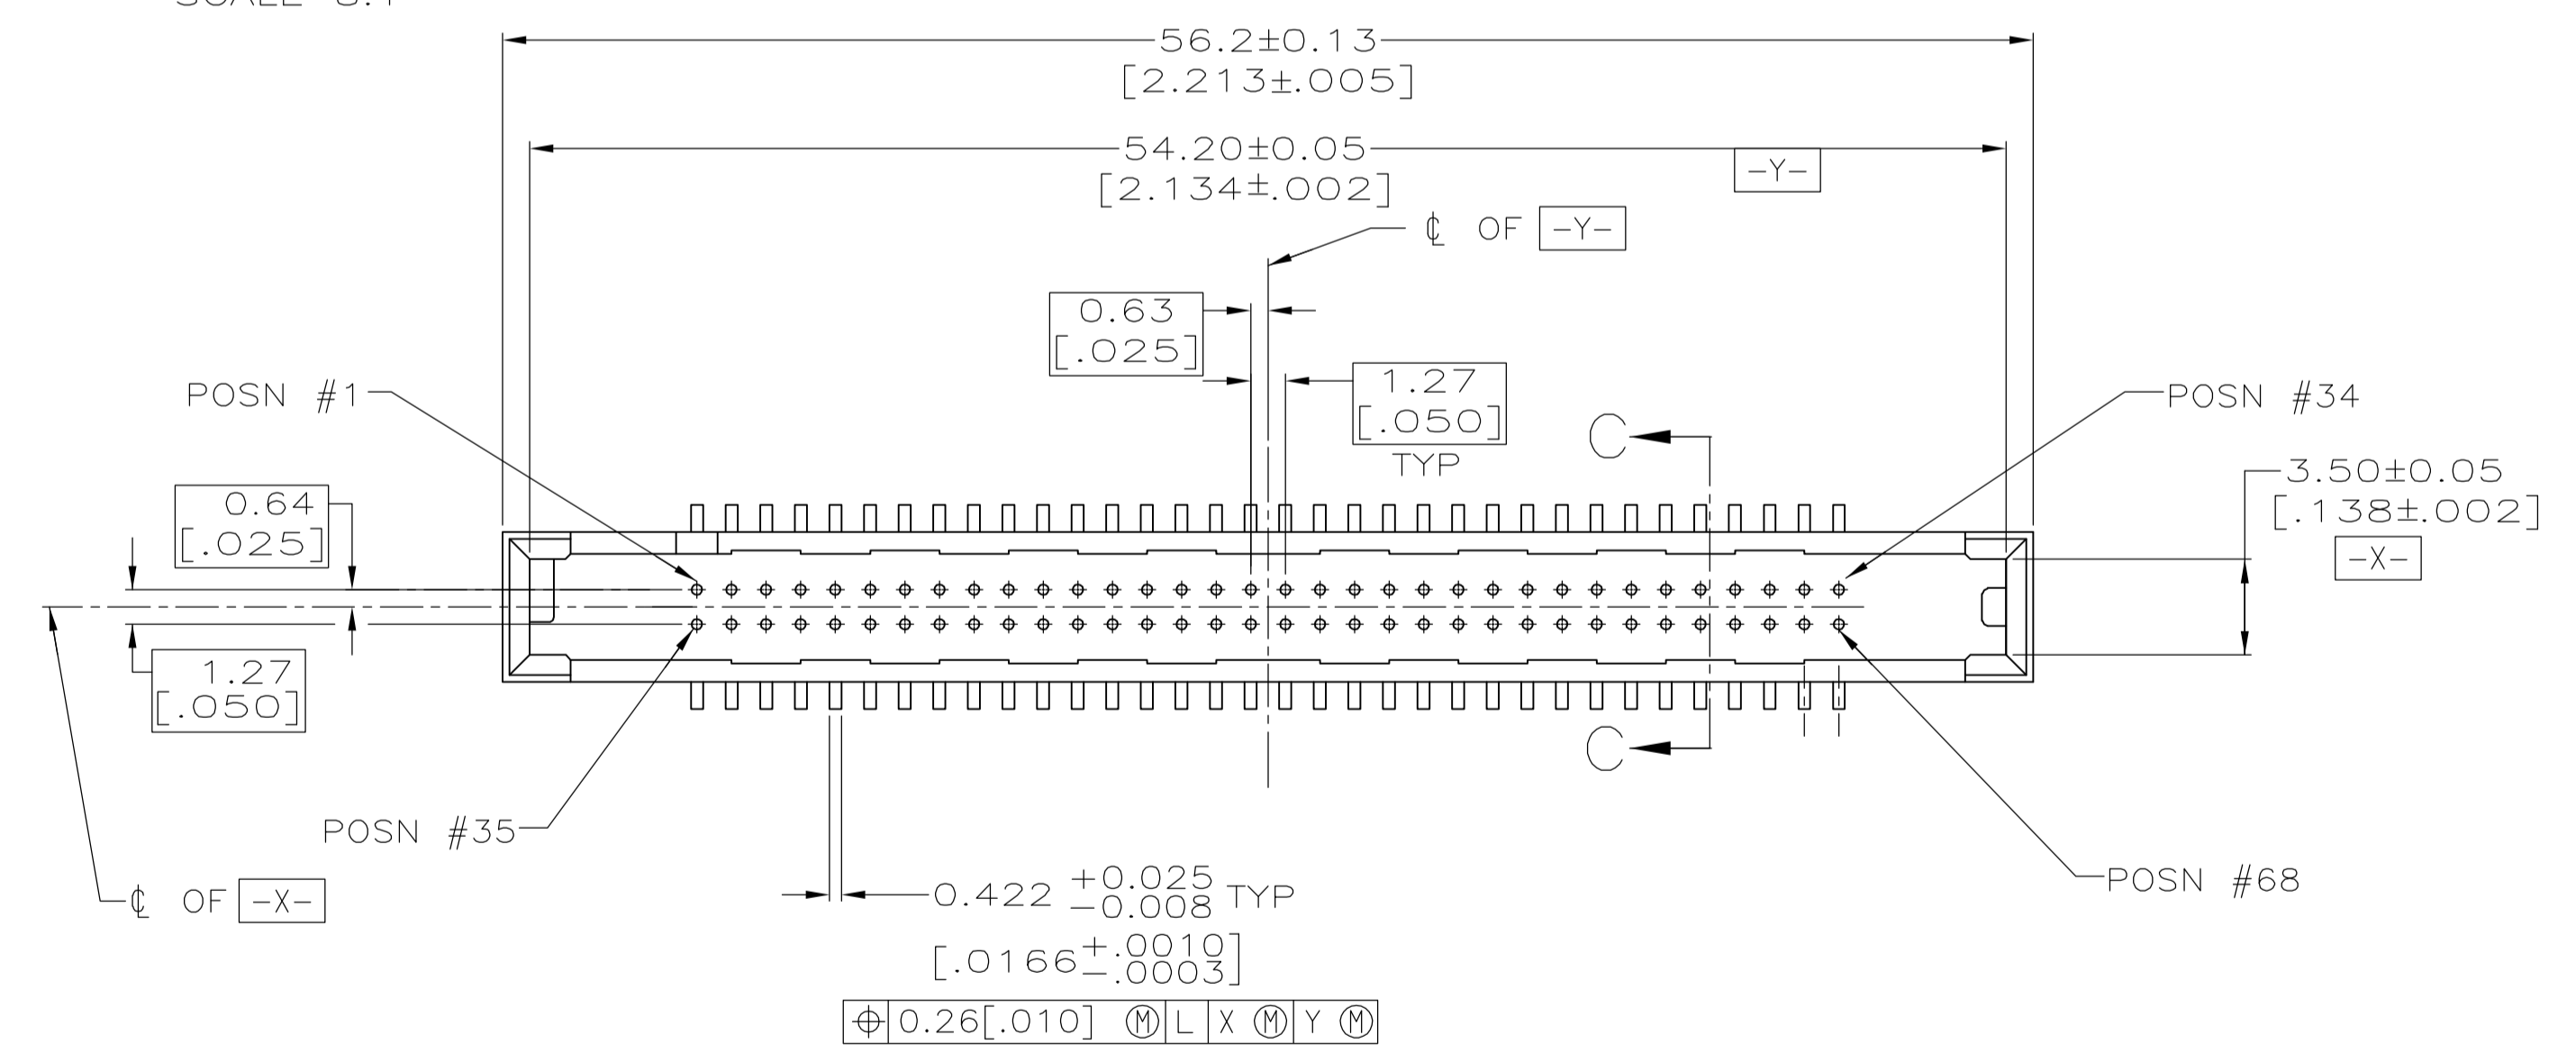 56.2±0.13
[2.213±.005]
54.20±0.05
[2.134±.002]
-Y-
℄ OF -Y-
0.63
[.025]
1.27
[.050]
TYP
POSN #1
POSN #34
C
3.50±0.05
[.138±.002]
-X-
0.64
[.025]
1.27
[.050]
C
POSN #35
POSN #68
℄ OF -X-
0.422 +0.025 -0.008 TYP
[.0166 +.0010 -.0003]
⌖ 0.26[.010] Ⓜ L X Ⓜ Y Ⓜ